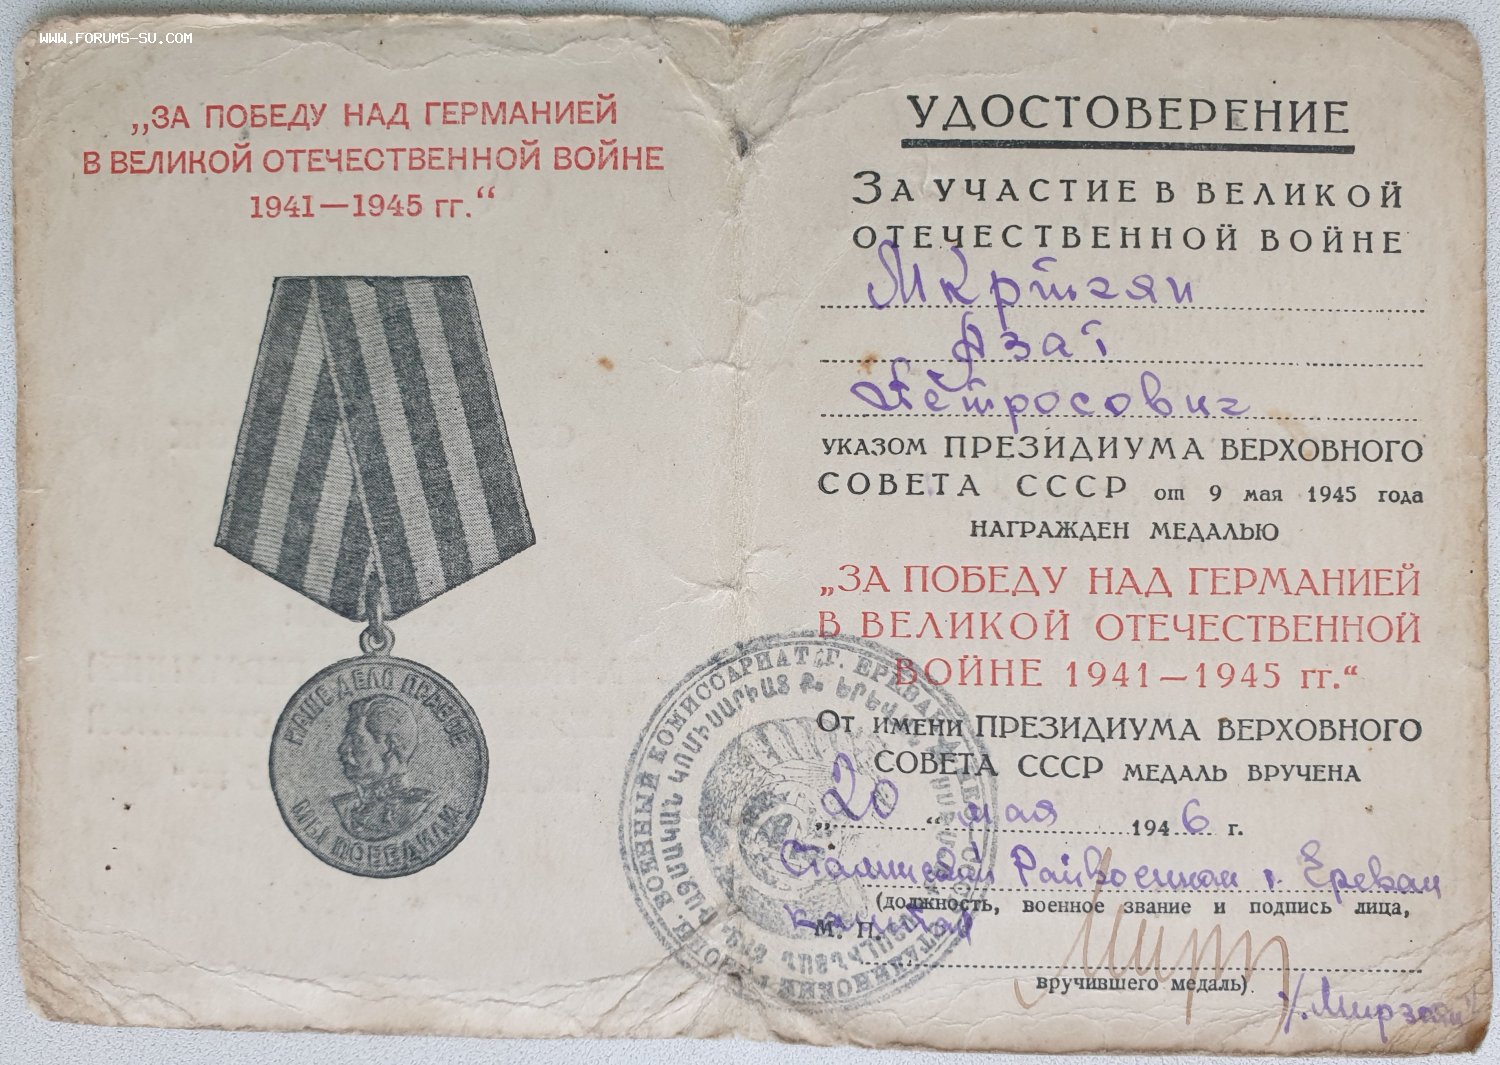 WWW.FORUMS-SU.COM
„ЗА ПОБЕДУ НАД ГЕРМАНИЕЙ
В ВЕЛИКОЙ ОТЕЧЕСТВЕННОЙ ВОЙНЕ
1941—1945 гг.“
НАШЕ ДЕЛО ПРАВОЕ
МЫ ПОБЕДИЛИ
УДОСТОВЕРЕНИЕ
ЗА УЧАСТИЕ В ВЕЛИКОЙ
ОТЕЧЕСТВЕННОЙ ВОЙНЕ
Мкртчян
Азат
Петросович
УКАЗОМ ПРЕЗИДИУМА ВЕРХОВНОГО
СОВЕТА СССР от 9 мая 1945 года
НАГРАЖДЕН МЕДАЛЬЮ
„ЗА ПОБЕДУ НАД ГЕРМАНИЕЙ
В ВЕЛИКОЙ ОТЕЧЕСТВЕННОЙ
ВОЙНЕ 1941—1945 гг.“
ОТ ИМЕНИ ПРЕЗИДИУМА ВЕРХОВНОГО
СОВЕТА СССР МЕДАЛЬ ВРУЧЕНА
„20“ мая 1946 г.
Райвоенком г. Ереван
(должность, военное звание и подпись лица,
М. П.
вручившего медаль)
/. Мирзоян
ВОЕННЫЙ КОМИССАРИАТ Г. ЕРЕВАН